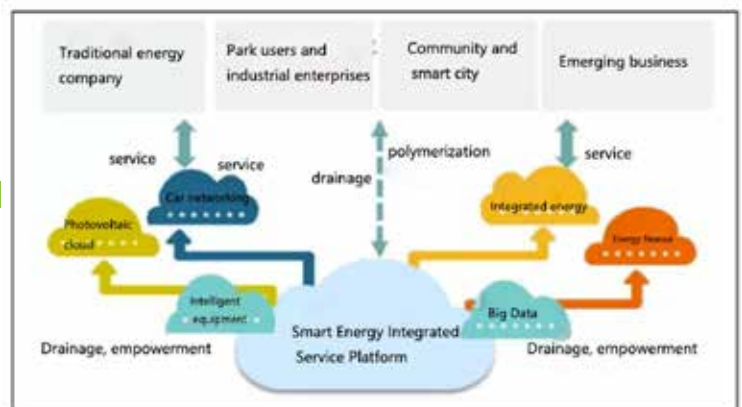 Traditional energy
company
Park users and
industrial enterprises
Community and
smart city
Emerging business
service
service
drainage
polymerization
service
Car networking
Photovoltaic
cloud
Integrated energy
Energy
Intelligent
equipment
Big Data
Smart Energy Integrated
Service Platform
Drainage, empowerment
Drainage, empowerment